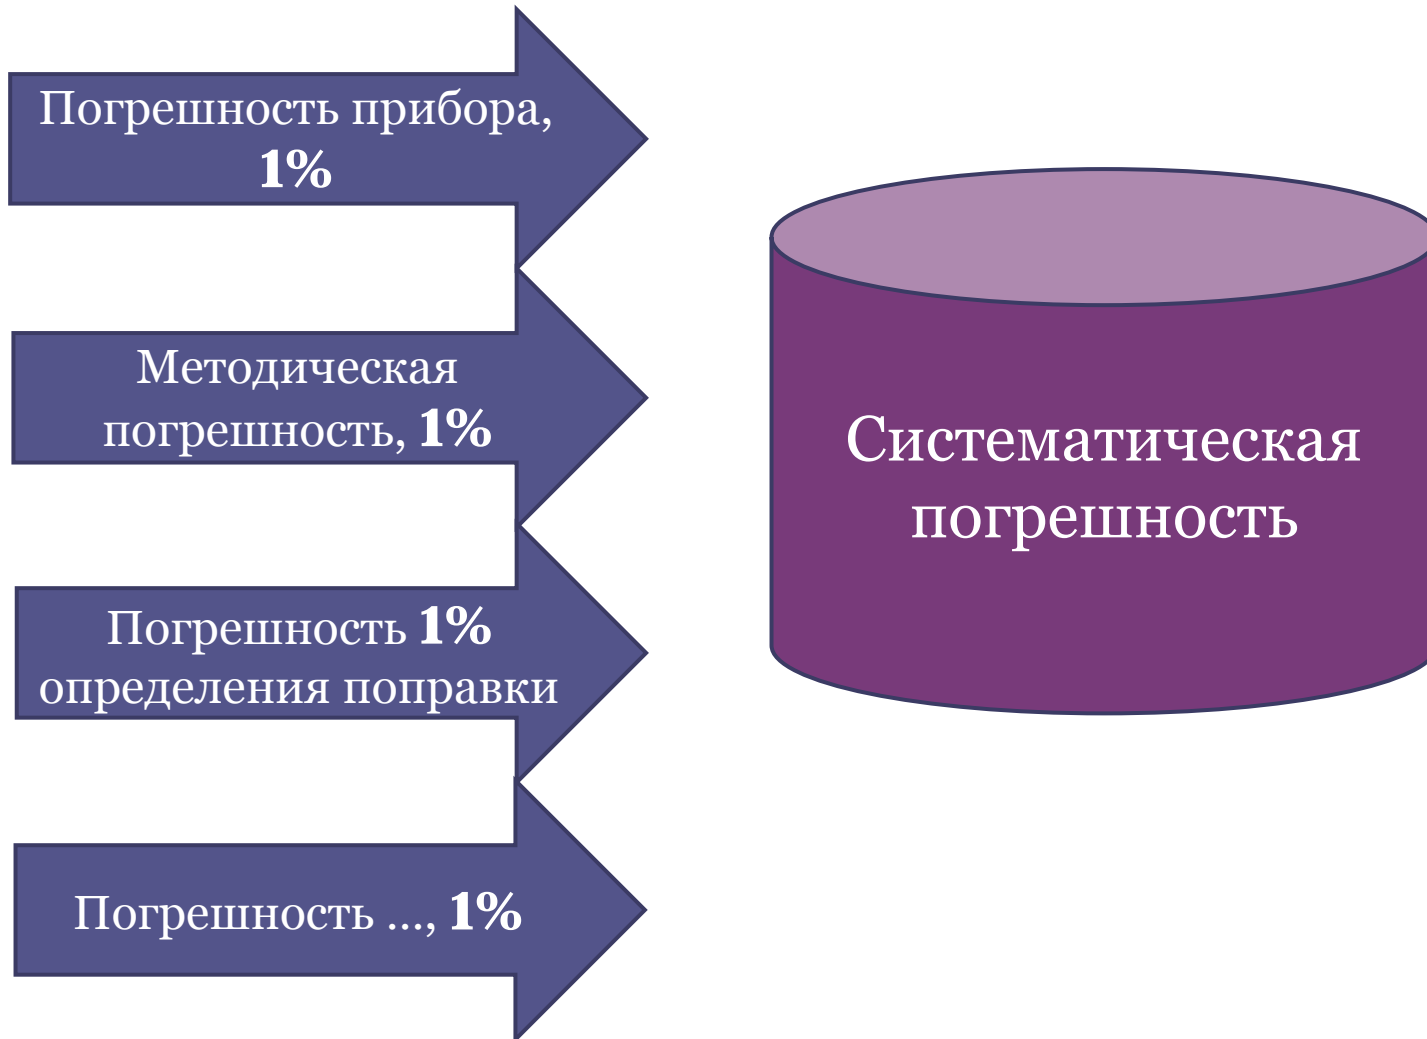 Погрешность прибора,
1%
Методическая
погрешность, 1%
Погрешность 1%
определения поправки
Погрешность ..., 1%
Систематическая
погрешность